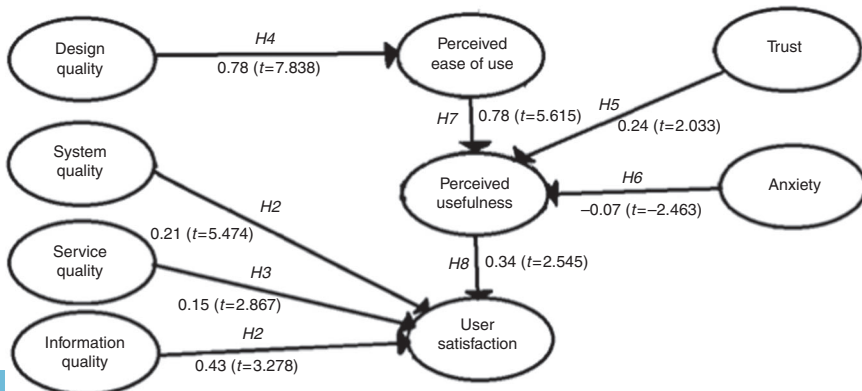 Design
quality
H4
0.78 (t=7.838)
Perceived
ease of use
Trust
H7
0.78 (t=5.615)
H5
0.24 (t=2.033)
System
quality
Perceived
usefulness
H6
–0.07 (t=–2.463)
Anxiety
H2
0.21 (t=5.474)
Service
quality
H3
0.15 (t=2.867)
H8
0.34 (t=2.545)
Information
quality
H2
0.43 (t=3.278)
User
satisfaction